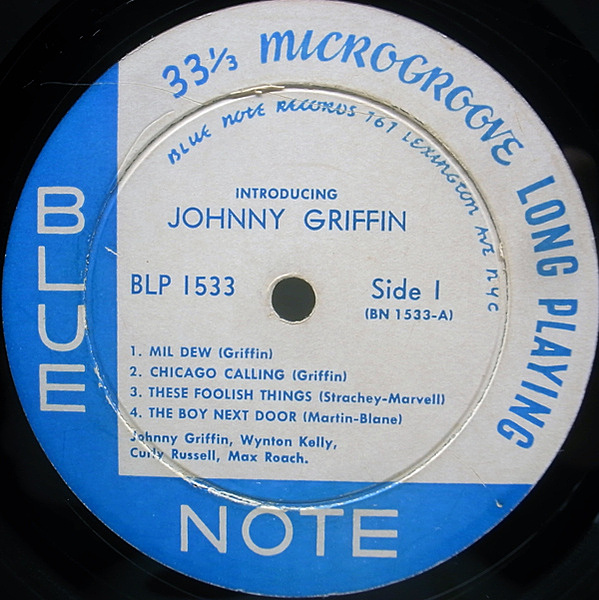 33⅓ MICROGROOVE LONG PLAYING
BLUE NOTE RECORDS 767 LEXINGTON AVE NYC
INTRODUCING
JOHNNY GRIFFIN
BLP 1533
Side 1
(BN 1533-A)
1. MIL DEW (Griffin)
2. CHICAGO CALLING (Griffin)
3. THESE FOOLISH THINGS (Strachey-Marvell)
4. THE BOY NEXT DOOR (Martin-Blane)
Johnny Griffin, Wynton Kelly,
Curly Russell, Max Roach.
BLUE
NOTE